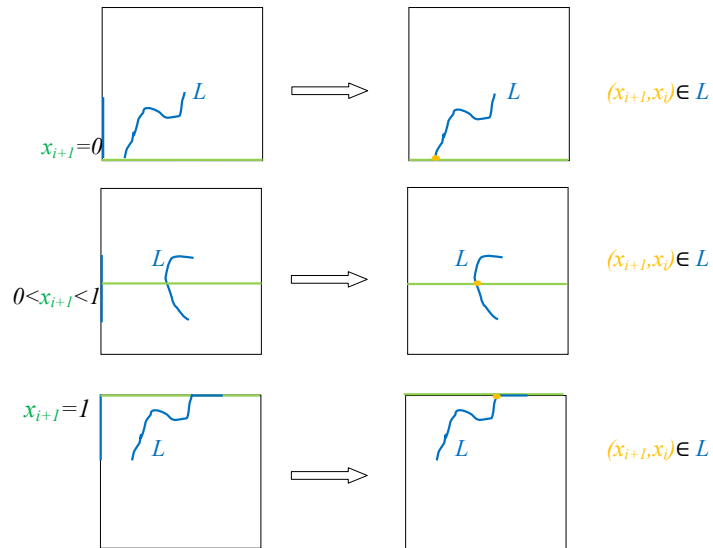 L L (x_{i+1},x_i)∈ L
x_{i+1}=0
L L (x_{i+1},x_i)∈ L
0<x_{i+1}<1
x_{i+1}=1
L L (x_{i+1},x_i)∈ L